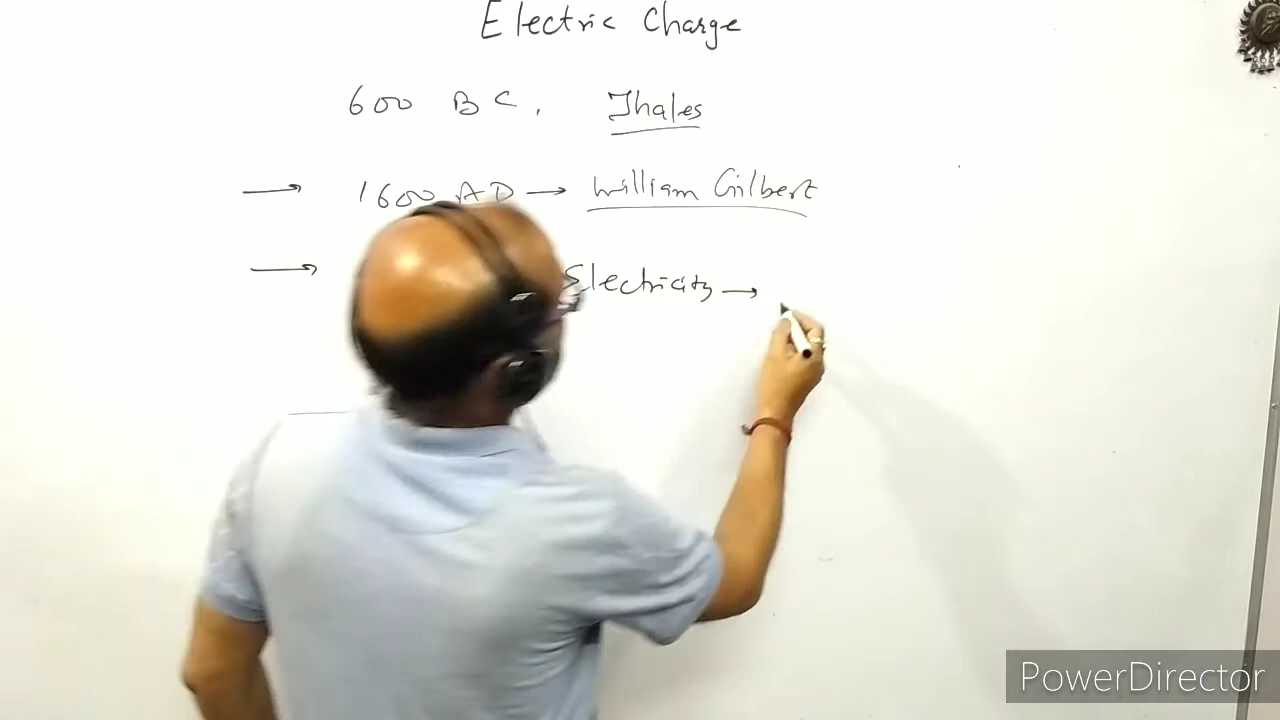 Electric Charge
600 BC, Thales
→ 1600 AD → William Gilbert
→ Electricity →
PowerDirector